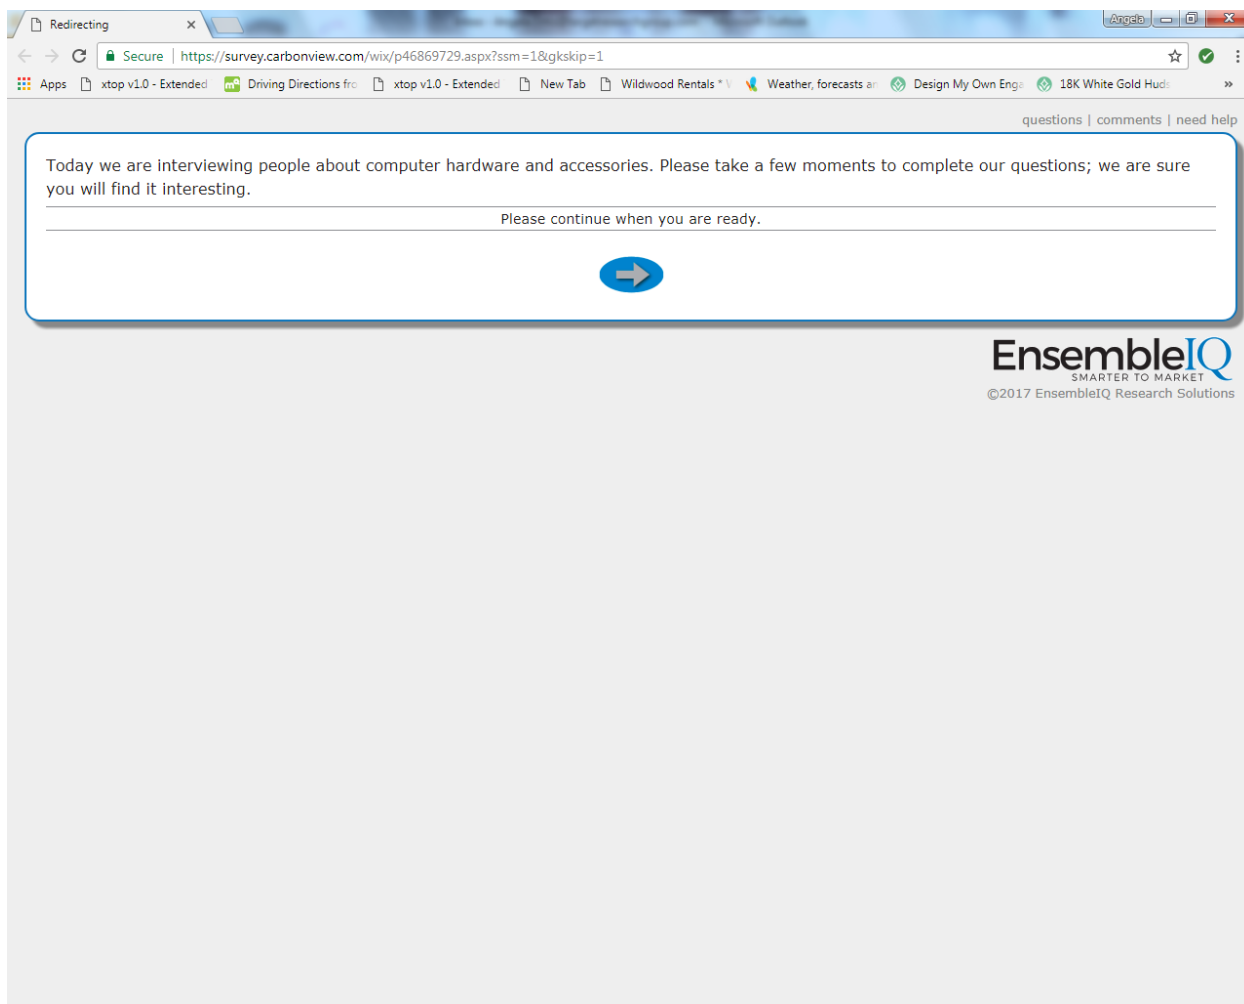 Redirecting
Angela
Secure | https://survey.carbonview.com/wix/p46869729.aspx?ssm=1&gkskip=1
Apps xtop v1.0 - Extended Driving Directions fro xtop v1.0 - Extended New Tab Wildwood Rentals * Weather, forecasts an Design My Own Enga 18K White Gold Huds »
questions | comments | need help
Today we are interviewing people about computer hardware and accessories. Please take a few moments to complete our questions; we are sure
you will find it interesting.
Please continue when you are ready.
EnsembleIQ
SMARTER TO MARKET
©2017 EnsembleIQ Research Solutions